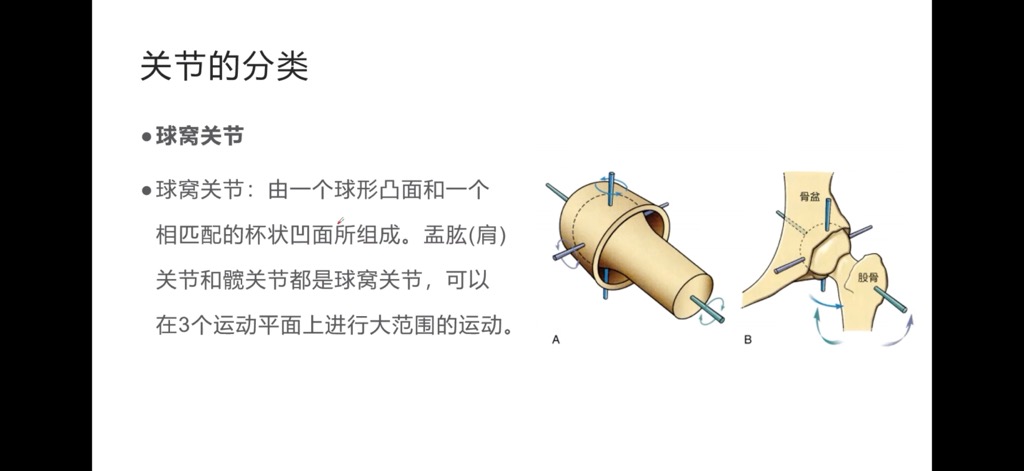 关节的分类
●球窝关节
●球窝关节：由一个球形凸面和一个
相匹配的杯状凹面所组成。盂肱(肩)
关节和髋关节都是球窝关节，可以
在3个运动平面上进行大范围的运动。
骨盆
股骨
A
B